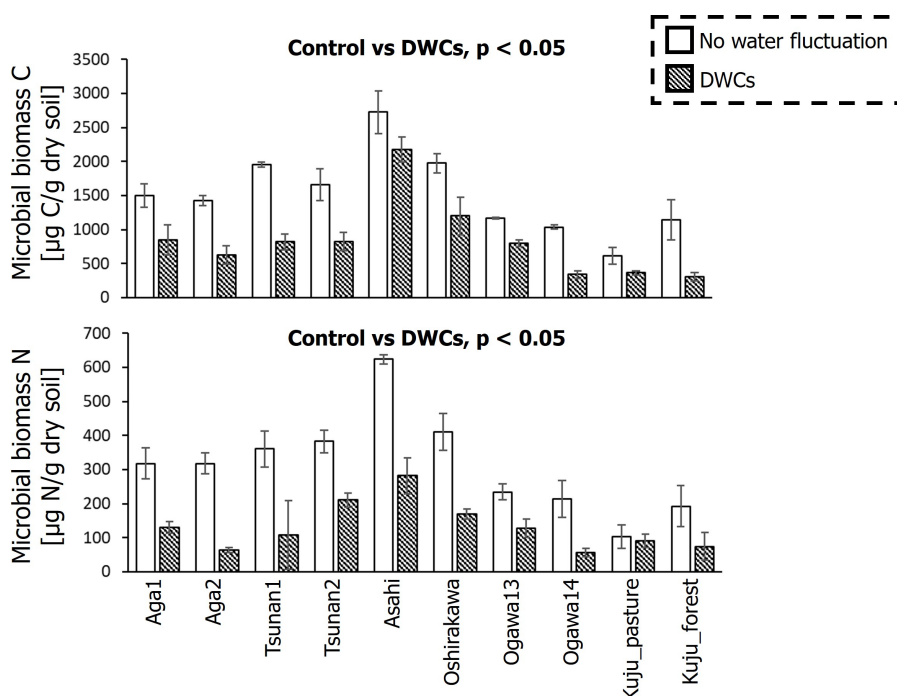 No water fluctuation
DWCs
Control vs DWCs, p < 0.05
Microbial biomass C
[µg C/g dry soil]
3500
3000
2500
2000
1500
1000
500
0
Control vs DWCs, p < 0.05
Microbial biomass N
[µg N/g dry soil]
700
600
500
400
300
200
100
0
Aga1
Aga2
Tsunan1
Tsunan2
Asahi
Oshirakawa
Ogawa13
Ogawa14
Kuju_pasture
Kuju_forest